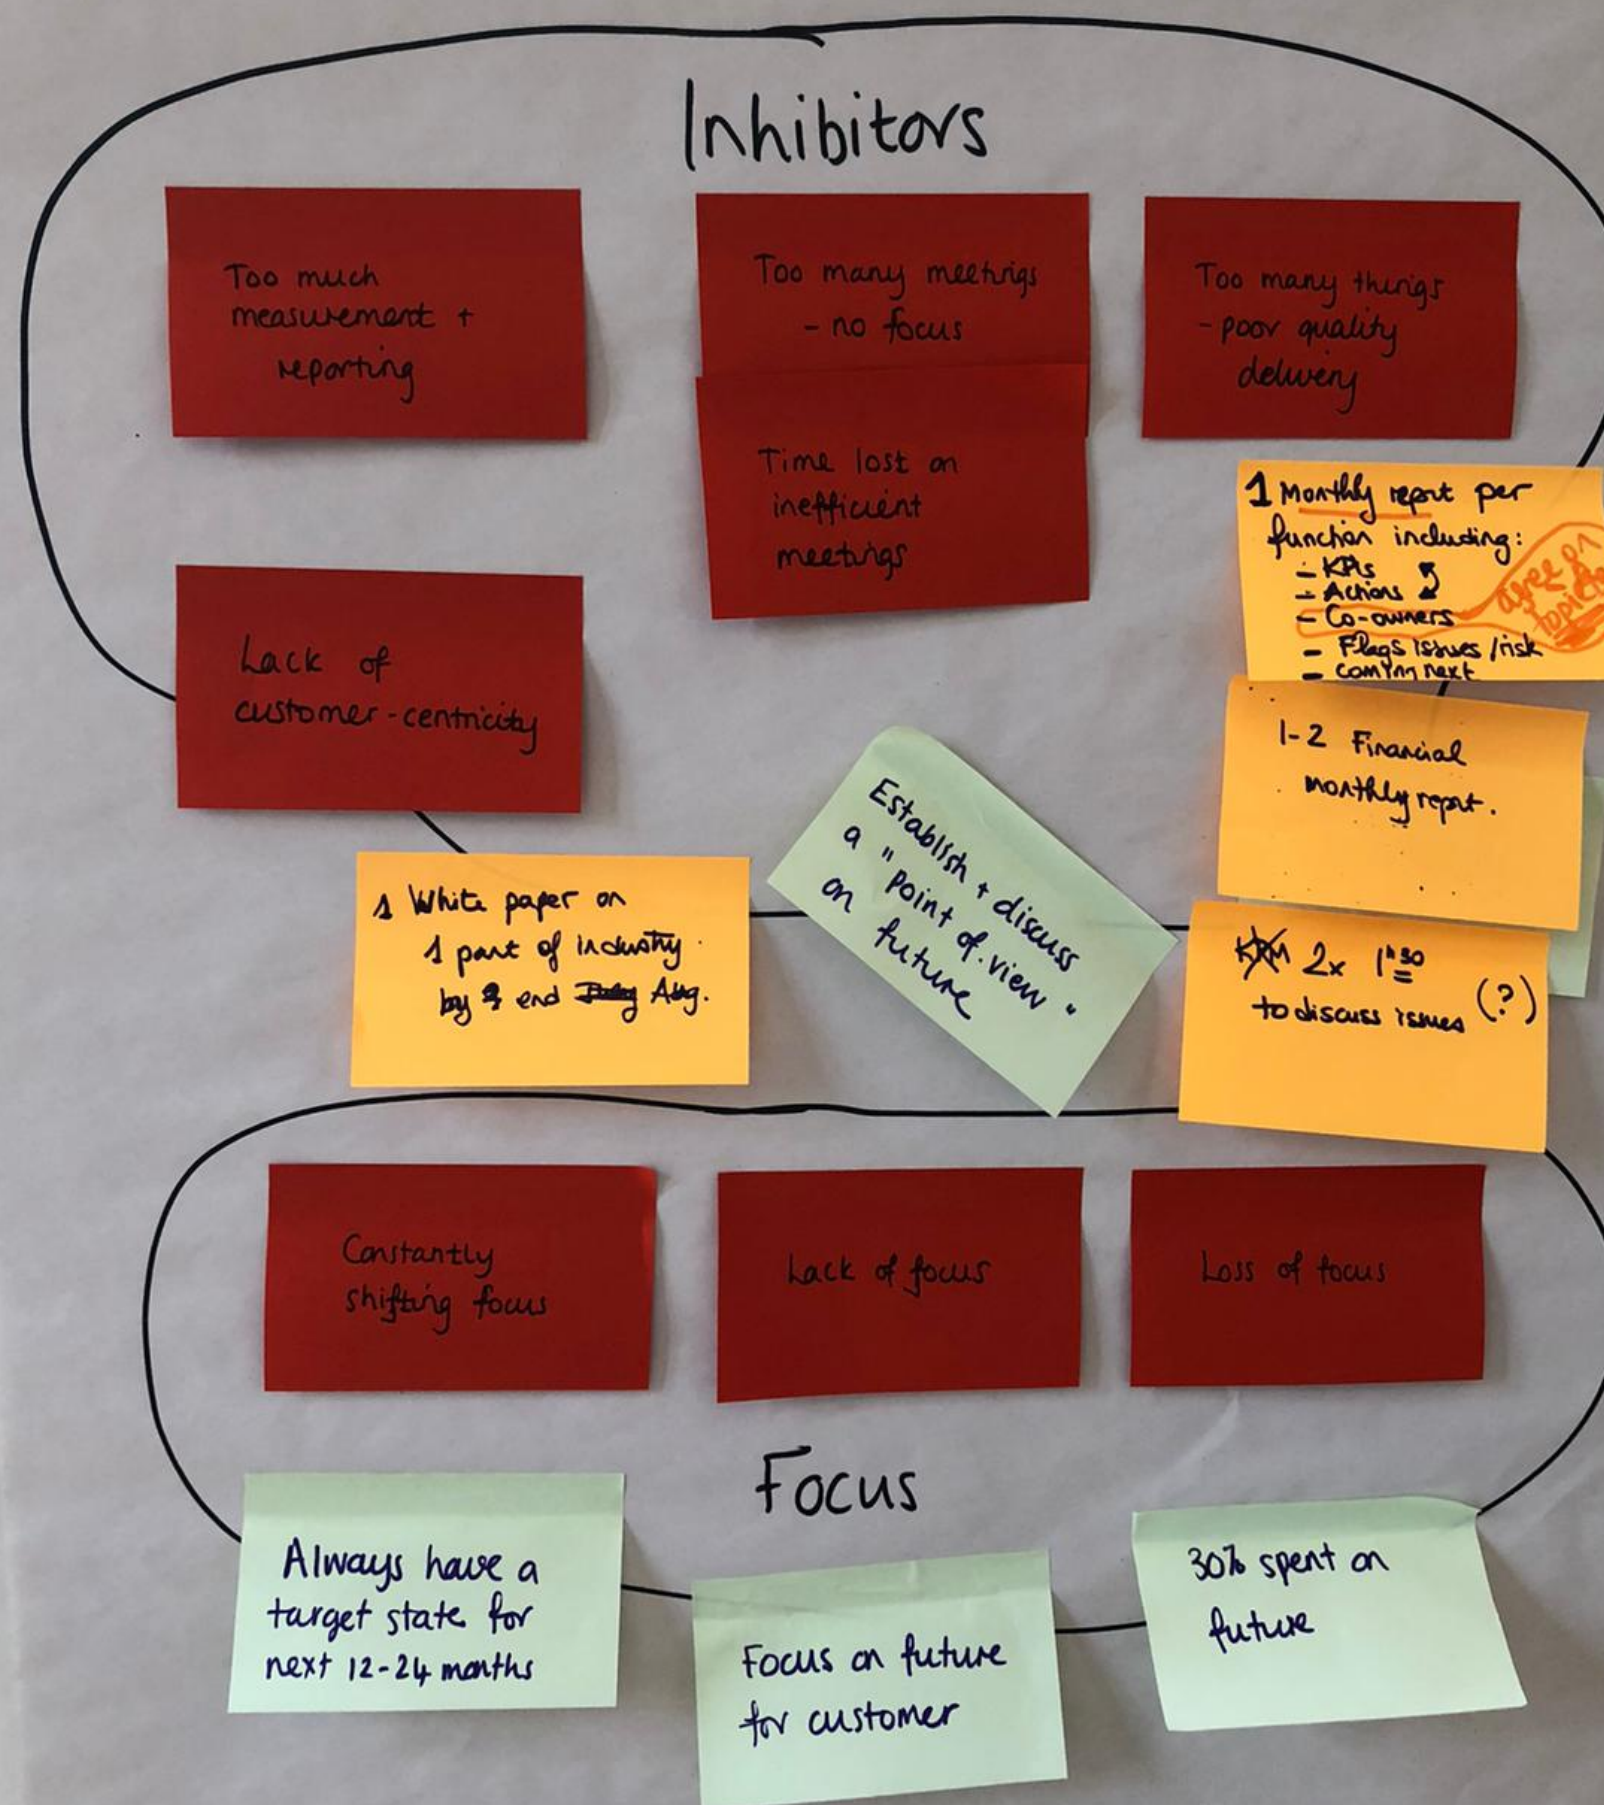 Inhibitors
Too much
measurement +
reporting
Too many meetings
- no focus
Too many things
- poor quality
delivery
Time lost on
inefficient
meetings
1 Monthly report per
function including:
- KPIs
- Actions
- Co-owners
- Flags issues / risk
- coming next
agree on
Lack of
customer-centricity
1-2 Financial
monthly report.
Establish + discuss
a "point of view"
on future
1 White paper on
1 part of industry
by end Aug.
2x 1h30
to discuss issues (?)
Constantly
shifting focus
Lack of focus
Loss of focus
Focus
Always have a
target state for
next 12-24 months
Focus on future
for customer
30% spent on
future